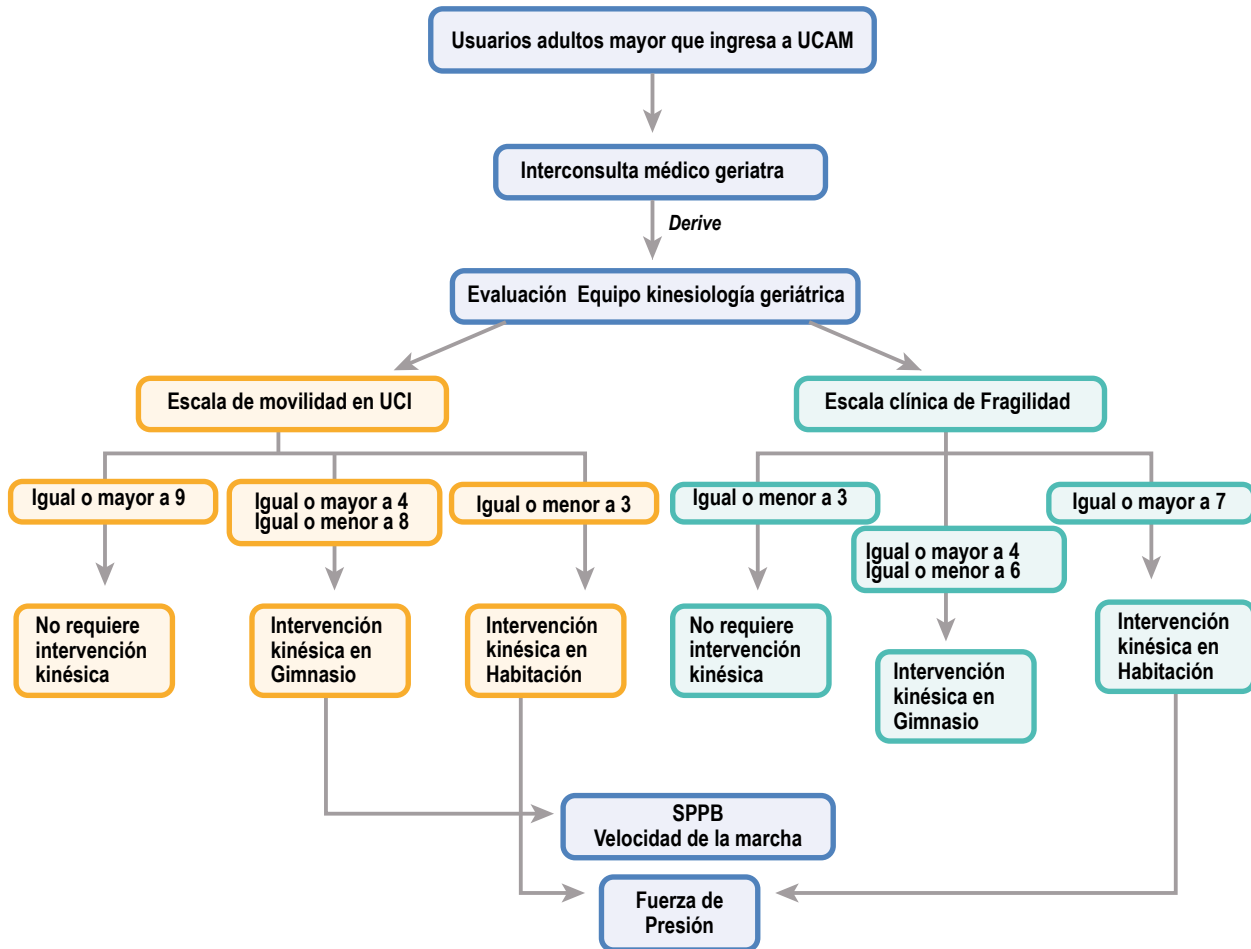 Usuarios adultos mayor que ingresa a UCAM
Interconsulta médico geriatra
Derive
Evaluación Equipo kinesiología geriátrica
Escala de movilidad en UCI
Escala clínica de Fragilidad
Igual o mayor a 9
Igual o mayor a 4
Igual o menor a 8
Igual o menor a 3
Igual o menor a 3
Igual o mayor a 4
Igual o menor a 6
Igual o mayor a 7
No requiere
intervención
kinésica
Intervención
kinésica en
Gimnasio
Intervención
kinésica en
Habitación
No requiere
intervención
kinésica
Intervención
kinésica en
Gimnasio
Intervención
kinésica en
Habitación
SPPB
Velocidad de la marcha
Fuerza de
Presión